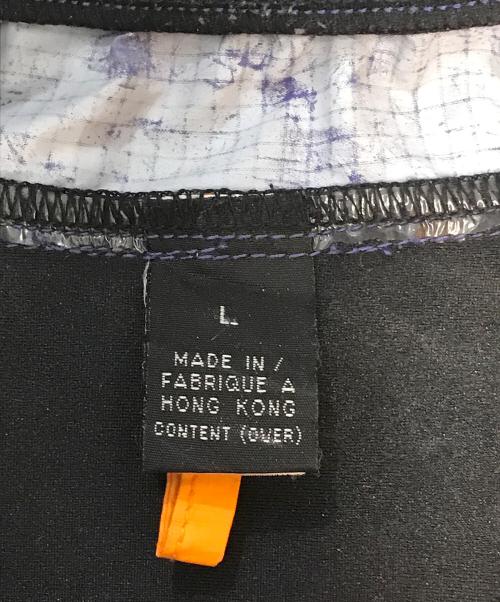 L
MADE IN /
FABRIQUE A
HONG KONG
CONTENT (OVER)